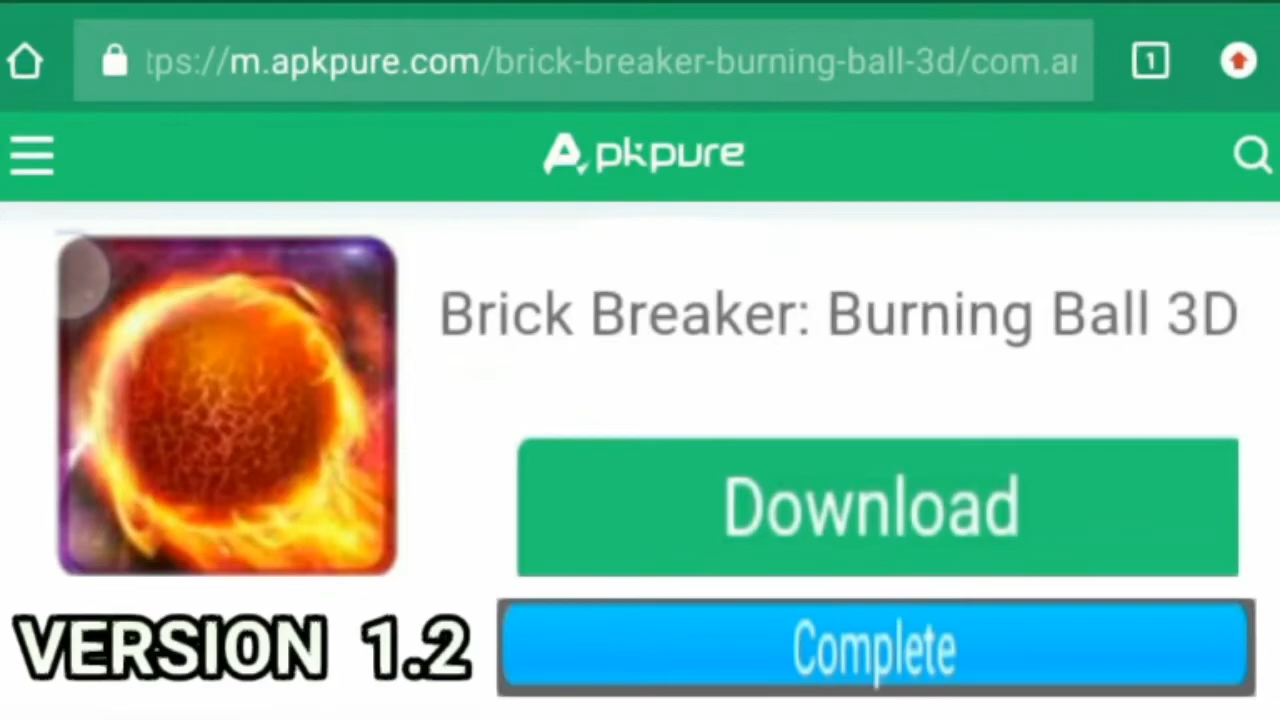 tps://m.apkpure.com/brick-breaker-burning-ball-3d/com.ar
1
Apkpure
Brick Breaker: Burning Ball 3D
Download
VERSION 1.2
Complete